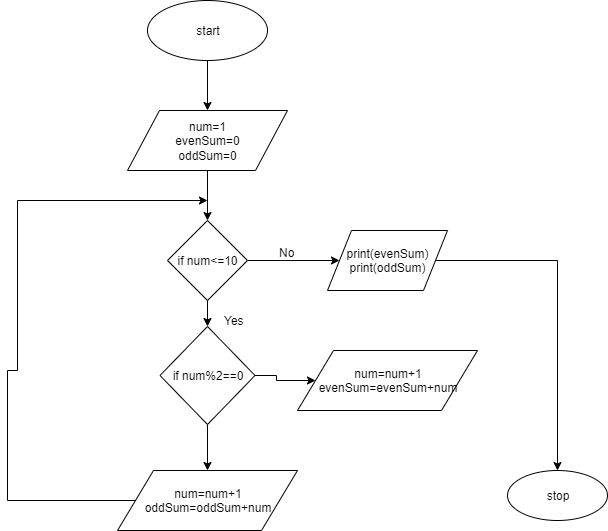 start
num=1
evenSum=0
oddSum=0
if num<=10
No
print(evenSum)
print(oddSum)
Yes
if num%2==0
num=num+1
evenSum=evenSum+num
num=num+1
oddSum=oddSum+num
stop